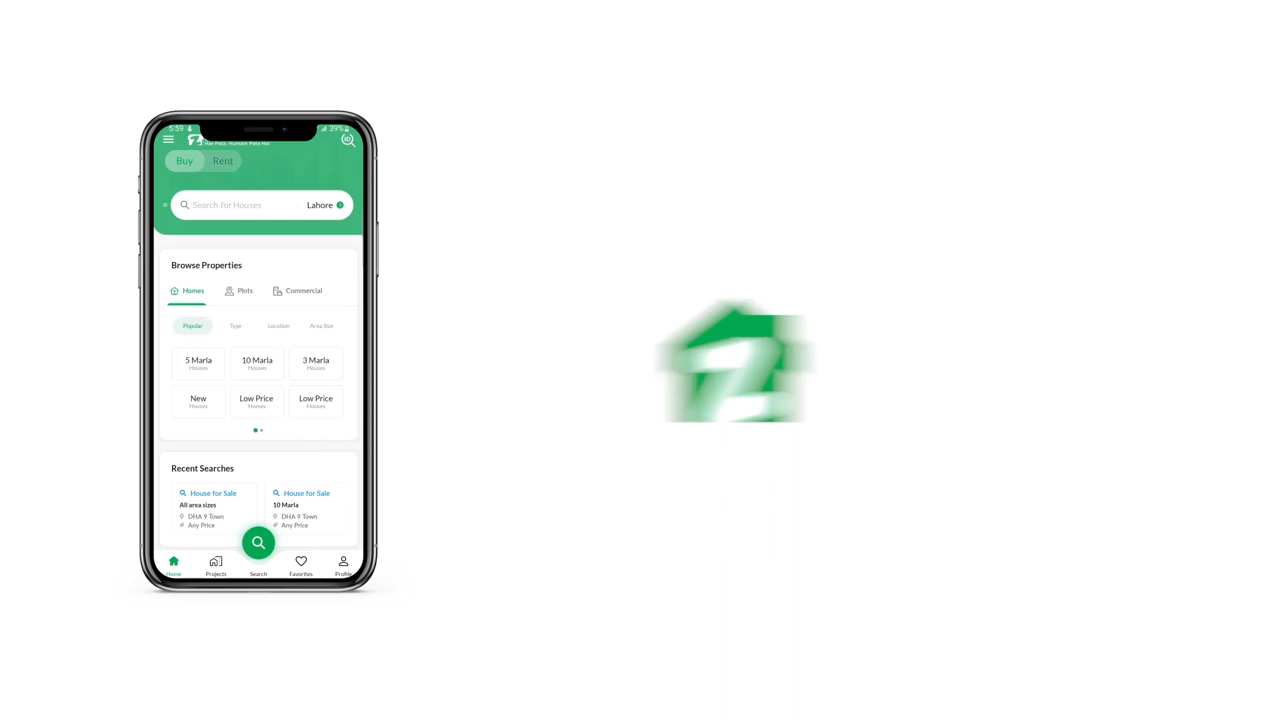 5:59
39%
Har Pata, Humein Pata Hai
Buy Rent
Search for Houses Lahore
Browse Properties
Homes Plots Commercial
Popular Type Location Area Size
5 Marla 10 Marla 3 Marla
Houses Houses Houses
New Low Price Low Price
Houses Homes Houses
Recent Searches
House for Sale House for Sale
All area sizes 10 Marla
DHA 9 Town DHA 9 Town
Any Price Any Price
Home Projects Search Favorites Profile